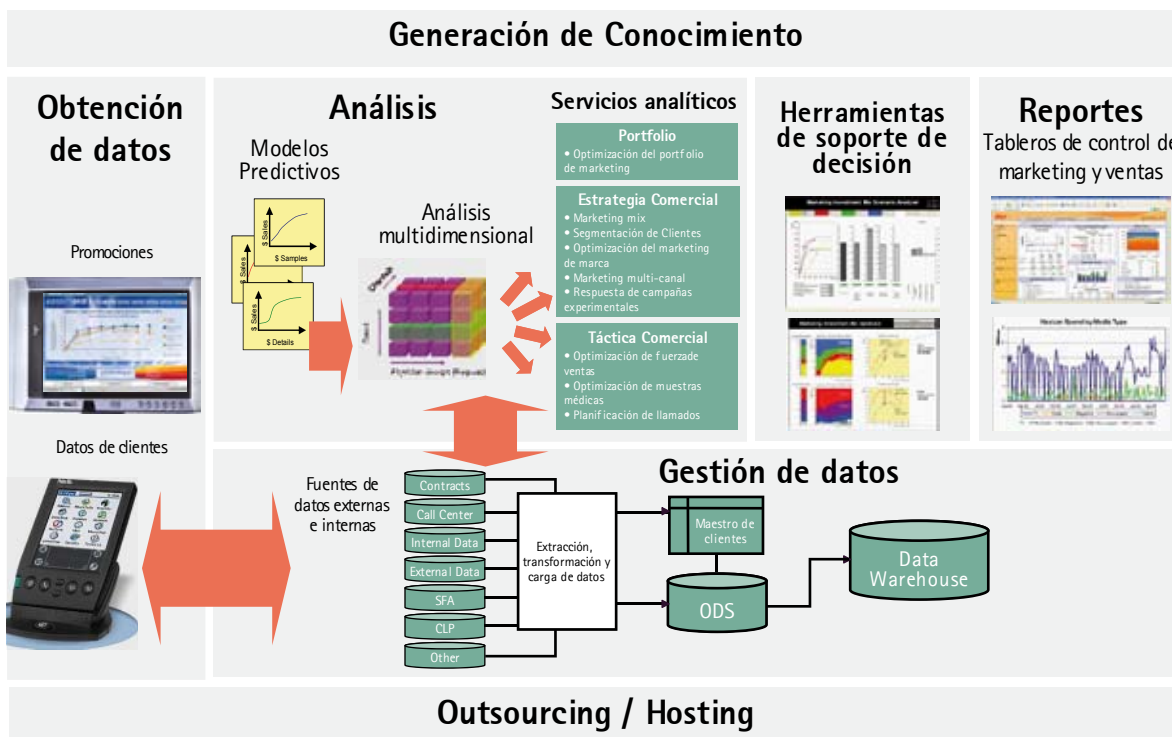 Generación de Conocimiento
Obtención
de datos
Promociones
Datos de clientes
Análisis
Modelos
Predictivos
$ Sales
$ Samples
$ Sales
$ Sales
$ Details
Análisis
multidimensional
Servicios analíticos
Portfolio
• Optimización del portfolio
de marketing
Estrategia Comercial
• Marketing mix
• Segmentación de Clientes
• Optimización del marketing
de marca
• Marketing multi-canal
• Respuesta de campañas
experimentales
Táctica Comercial
• Optimización de fuerzade
ventas
• Optimización de muestras
médicas
• Planificación de llamados
Herramientas
de soporte de
decisión
Reportes
Tableros de control de
marketing y ventas
Gestión de datos
Fuentes de
datos externas
e internas
Contracts
Call Center
Internal Data
External Data
SFA
CLP
Other
Extracción,
transformación y
carga de datos
Maestro de
clientes
ODS
Data
Warehouse
Outsourcing / Hosting